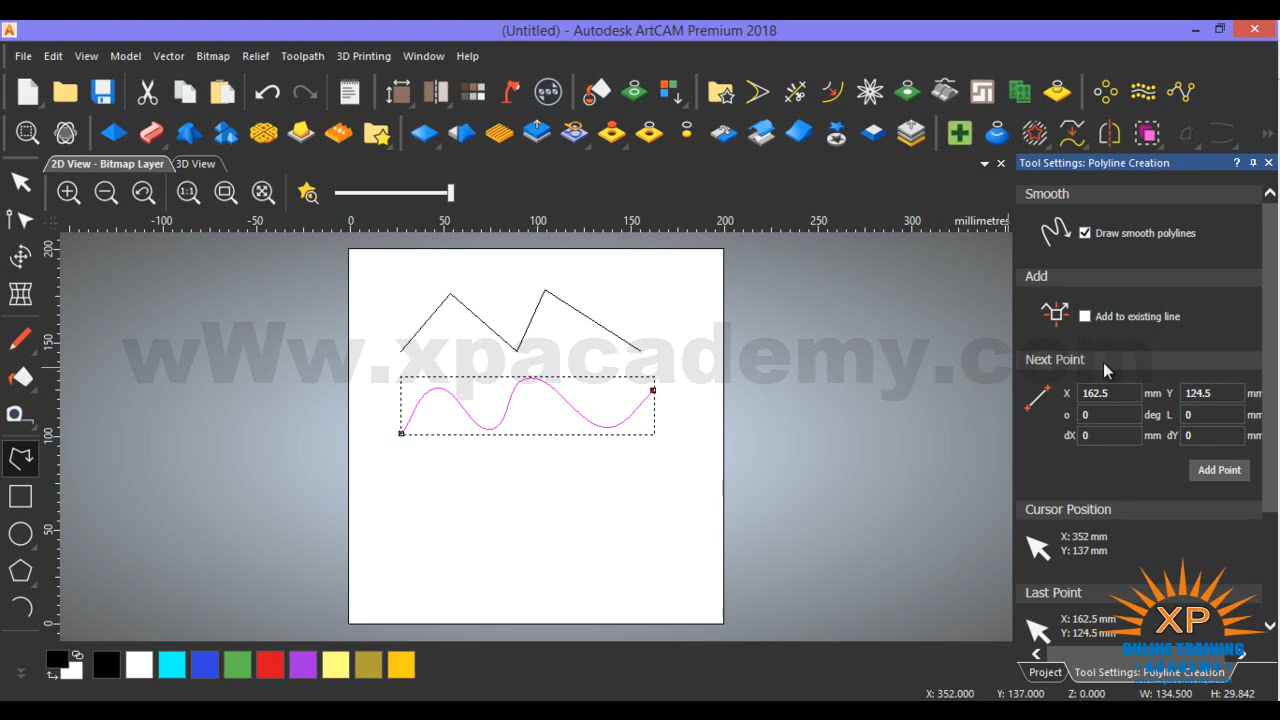 (Untitled) - Autodesk ArtCAM Premium 2018
File Edit View Model Vector Bitmap Relief Toolpath 3D Printing Window Help
2D View - Bitmap Layer 3D View
Tool Settings: Polyline Creation
1:1
-100 -50 0 50 100 150 200 250 300 millimetres
200
150
100
50
0
wWw.xpacademy.com
Smooth
Draw smooth polylines
Add
Add to existing line
Next Point
X 162.5 mm Y 124.5 mm
o 0 deg L 0 mm
dX 0 mm dY 0 mm
Add Point
Cursor Position
X: 352 mm
Y: 137 mm
Last Point
X: 162.5 mm
Y: 124.5 mm
XP
ONLINE TRAINING
ACADEMY
Project Tool Settings: Polyline Creation
X: 352.000 Y: 137.000 Z: 0.000 W: 134.500 H: 29.842